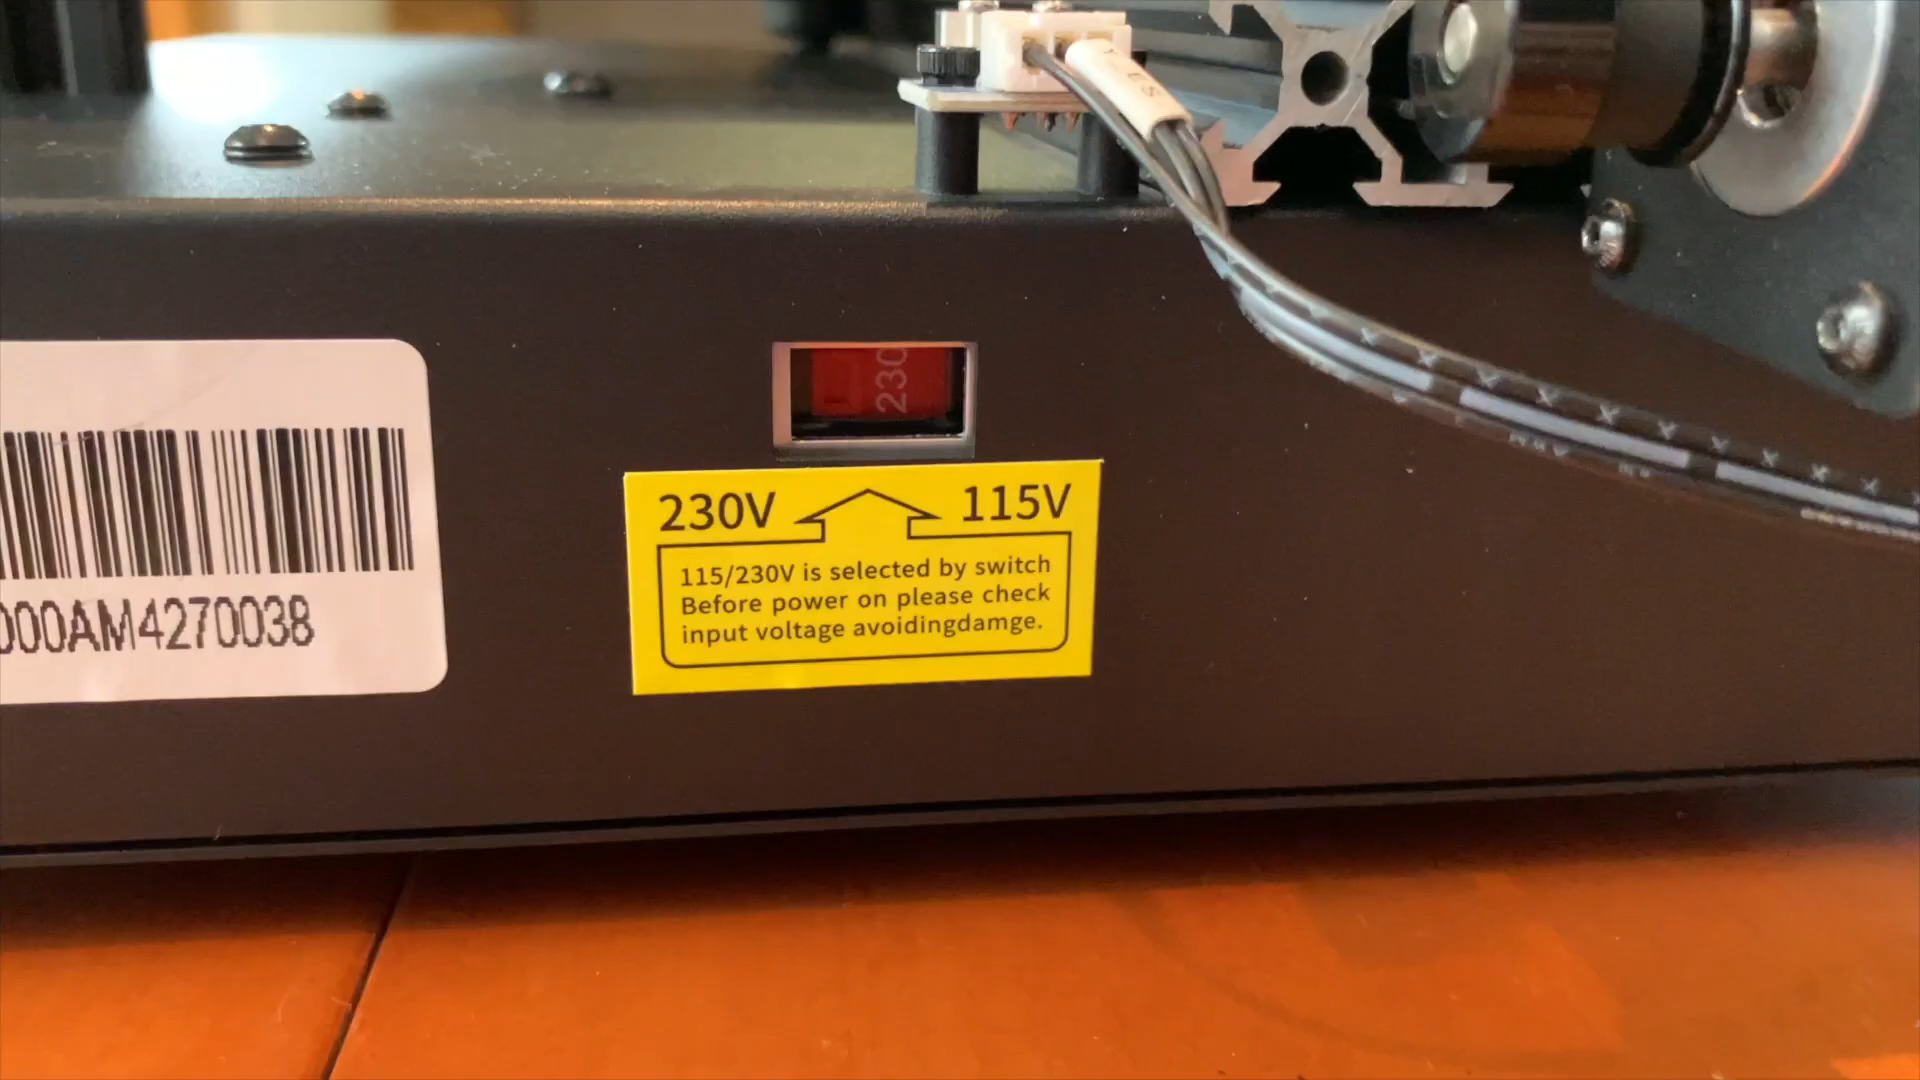 230
230V 115V
115/230V is selected by switch
Before power on please check
input voltage avoidingdamge.
000AM4270038